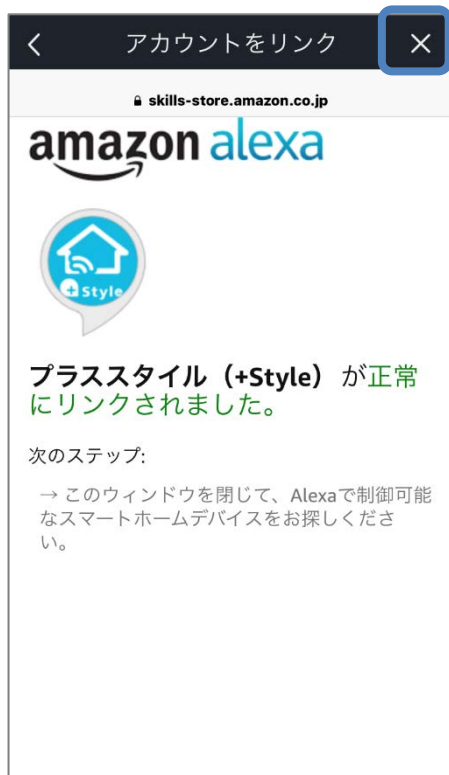 アカウントをリンク
skills-store.amazon.co.jp
amazon alexa
+Style
プラススタイル（+Style）が正常
にリンクされました。
次のステップ:
→ このウィンドウを閉じて、Alexaで制御可能
なスマートホームデバイスをお探しくださ
い。